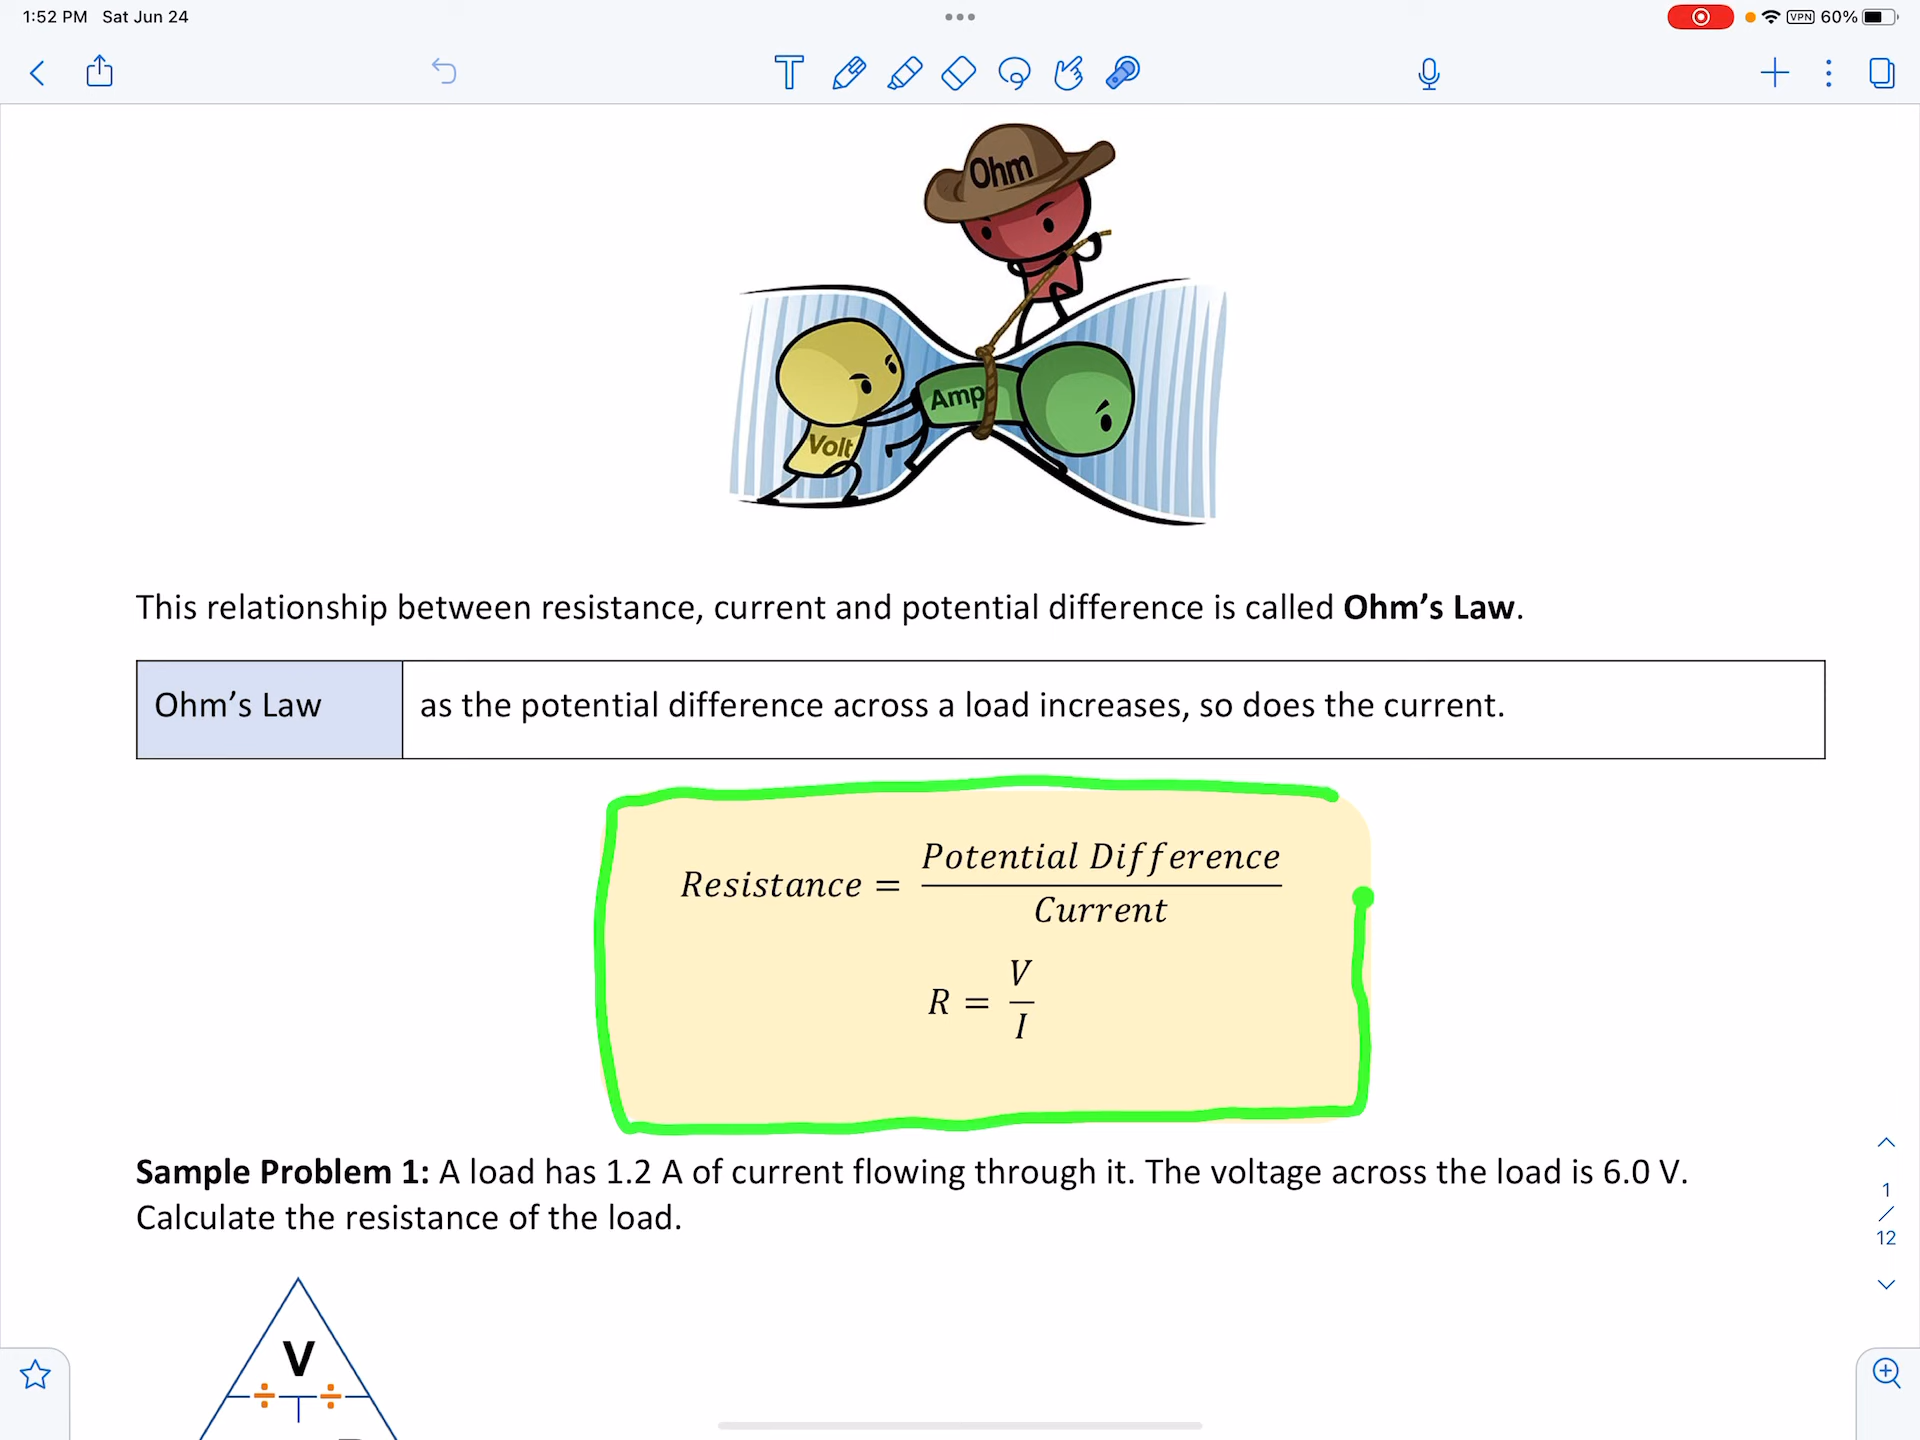 1:52 PM Sat Jun 24
VPN 60%
T
Ohm
Amp
Volt
This relationship between resistance, current and potential difference is called Ohm's Law.
Ohm's Law as the potential difference across a load increases, so does the current.
Resistance = Potential Difference / Current
R = V / I
Sample Problem 1: A load has 1.2 A of current flowing through it. The voltage across the load is 6.0 V.
Calculate the resistance of the load.
1
/
12
V
÷ ÷